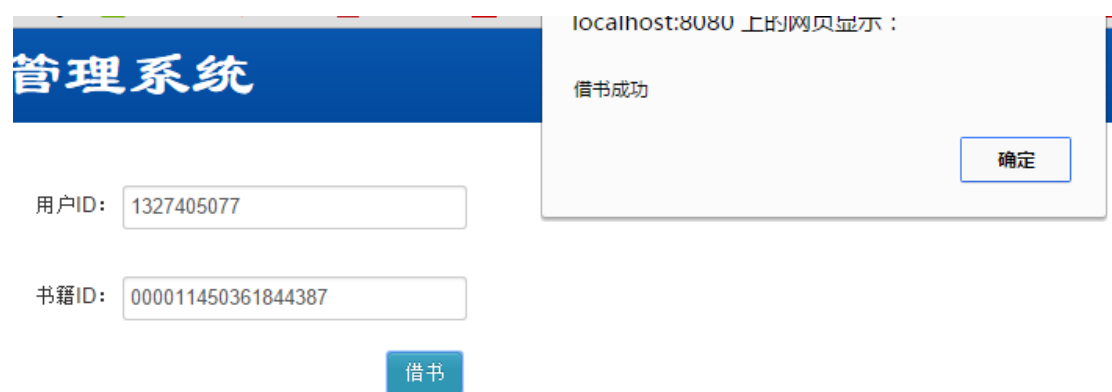 localhost:8080 上的网页显示：
管理系统
借书成功
确定
用户ID： 1327405077
书籍ID： 000011450361844387
借书